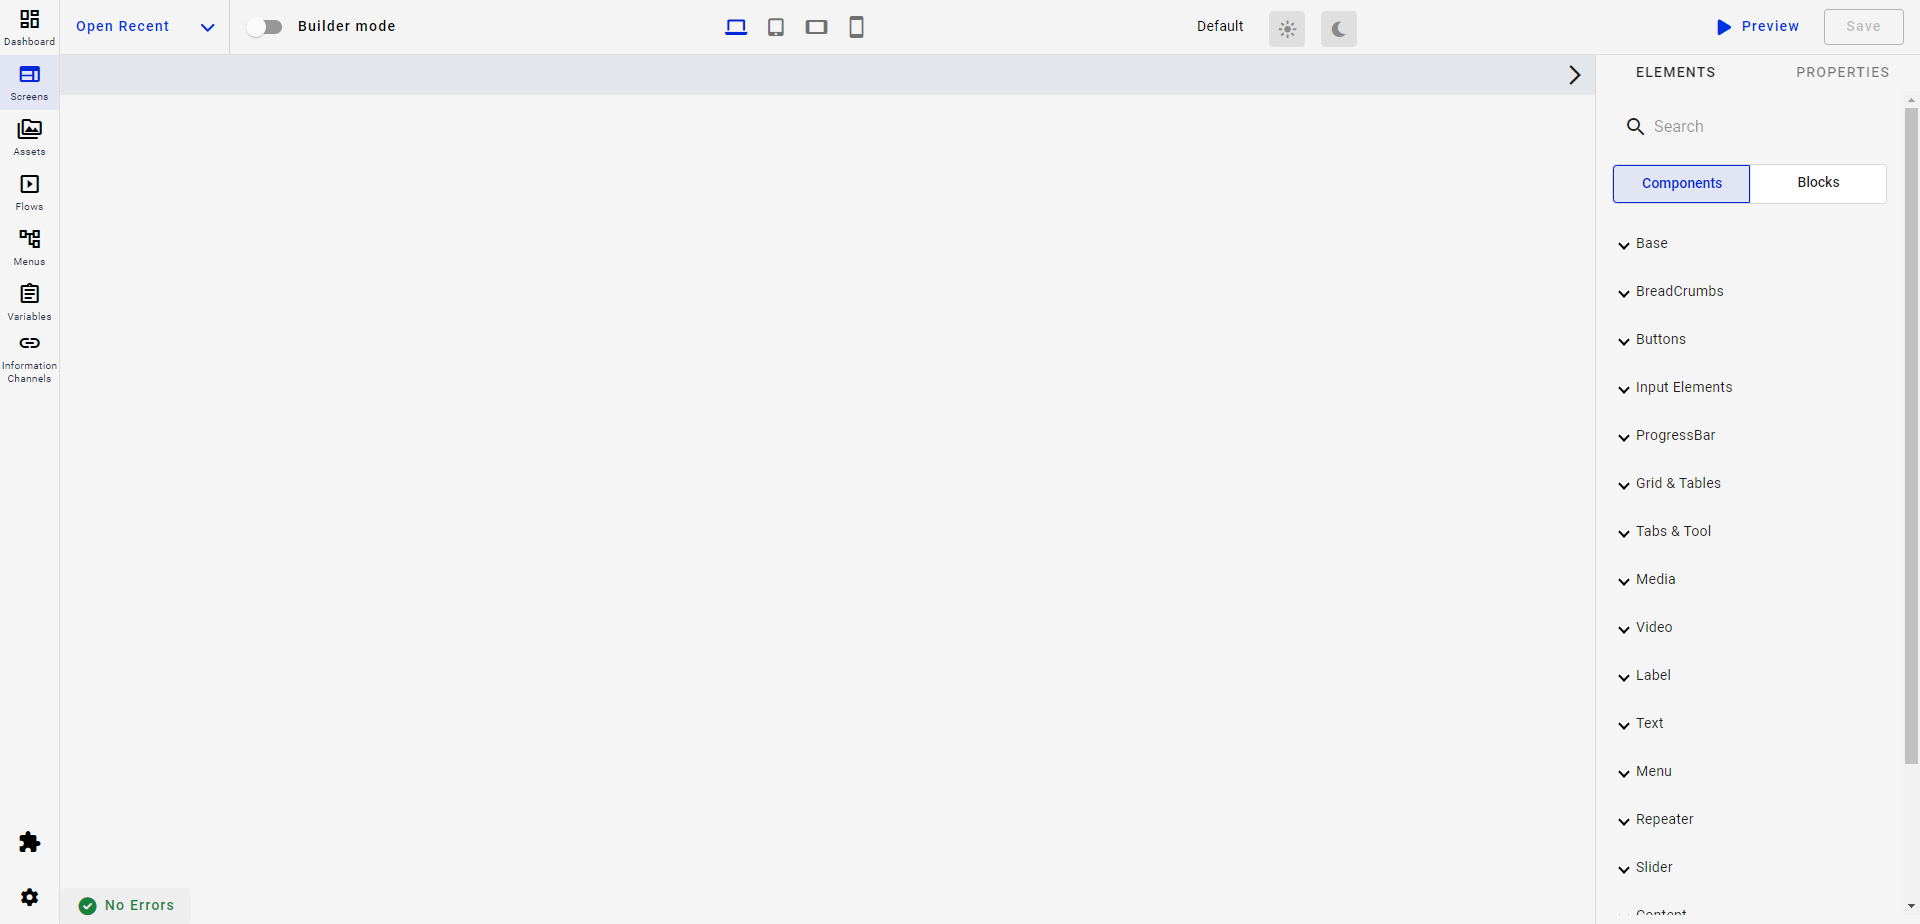 Dashboard
Open Recent
Builder mode
Default
Preview
Save
Screens
Assets
Flows
Menus
Variables
Information
Channels
ELEMENTS
PROPERTIES
Search
Components
Blocks
Base
BreadCrumbs
Buttons
Input Elements
ProgressBar
Grid & Tables
Tabs & Tool
Media
Video
Label
Text
Menu
Repeater
Slider
Content
No Errors